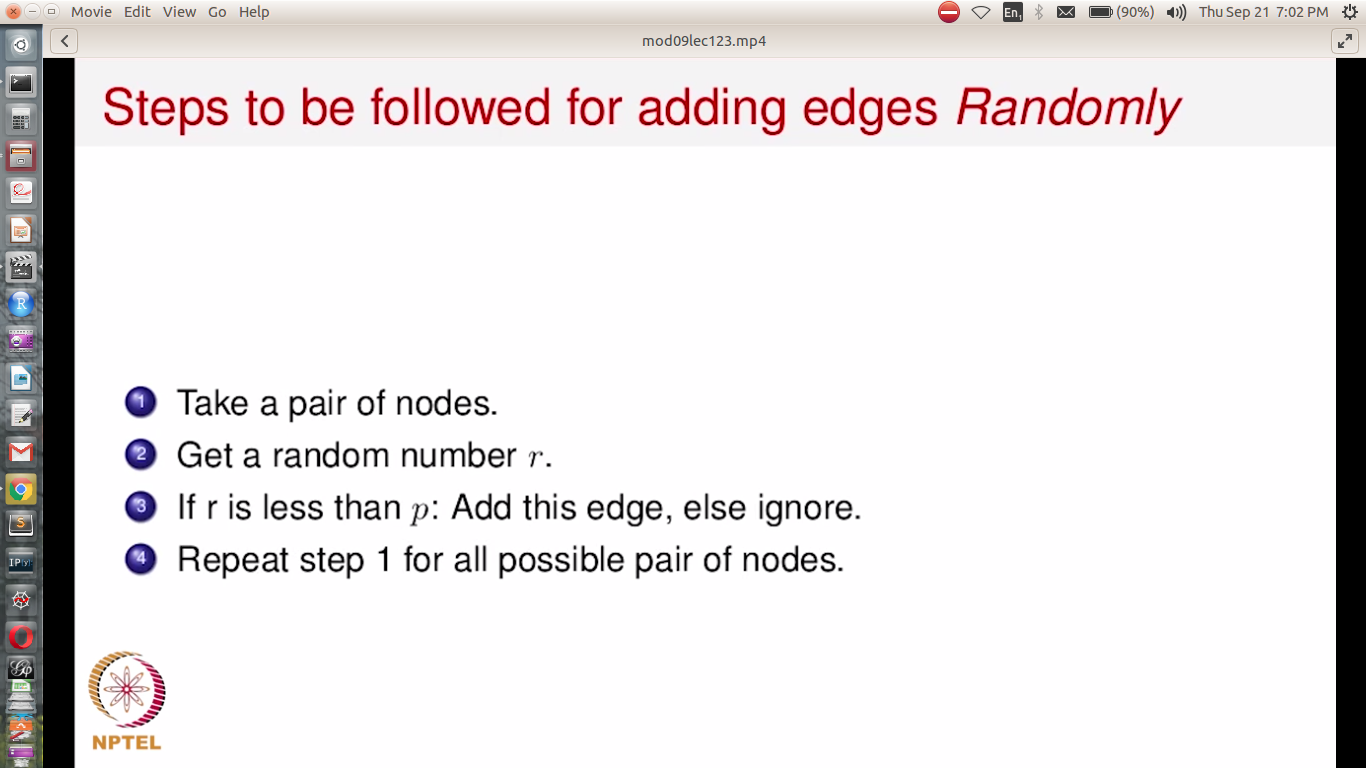 Movie Edit View Go Help
En1 (90%) Thu Sep 21 7:02 PM
mod09lec123.mp4
Steps to be followed for adding edges Randomly
1 Take a pair of nodes.
2 Get a random number r.
3 If r is less than p: Add this edge, else ignore.
4 Repeat step 1 for all possible pair of nodes.
R
S
IP[y]:
NPTEL